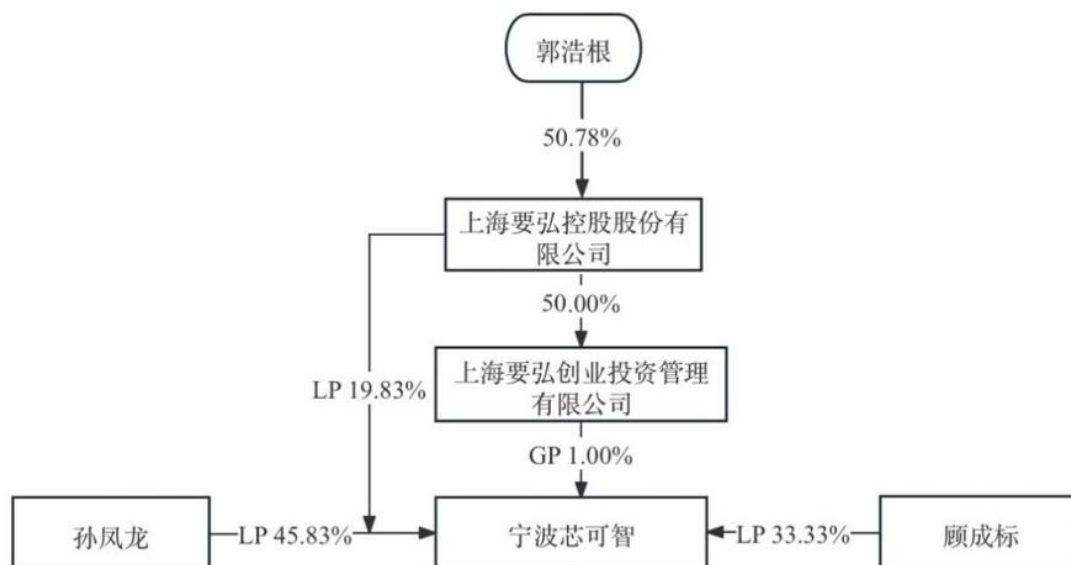 郭浩根
50.78%
上海要弘控股股份有
限公司
50.00%
上海要弘创业投资管理
有限公司
LP 19.83%
GP 1.00%
孙凤龙
LP 45.83%
宁波芯可智
LP 33.33%
顾成标